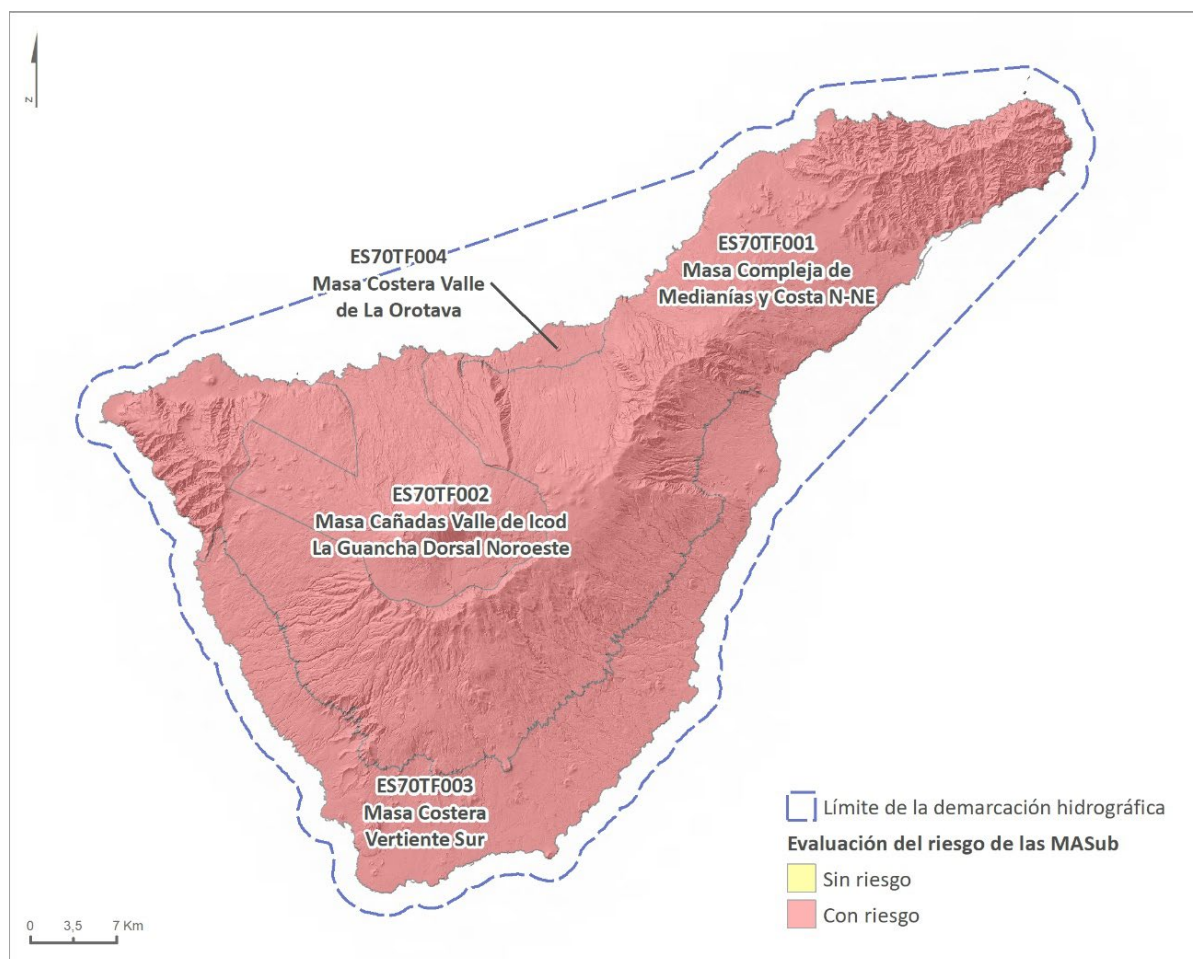 z
ES70TF001
Masa Compleja de
Medianías y Costa N-NE
ES70TF004
Masa Costera Valle
de La Orotava
ES70TF002
Masa Cañadas Valle de Icod
La Guancha Dorsal Noroeste
ES70TF003
Masa Costera
Vertiente Sur
Límite de la demarcación hidrográfica
Evaluación del riesgo de las MASub
Sin riesgo
Con riesgo
0 3,5 7 Km